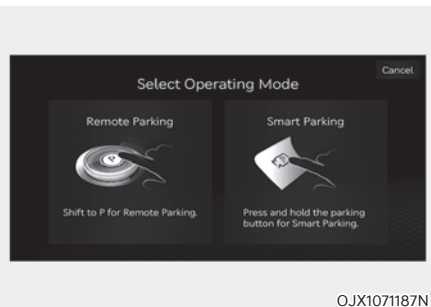 Cancel
Select Operating Mode
Remote Parking
Shift to P for Remote Parking.
Smart Parking
Press and hold the parking
button for Smart Parking.
OJX1071187N